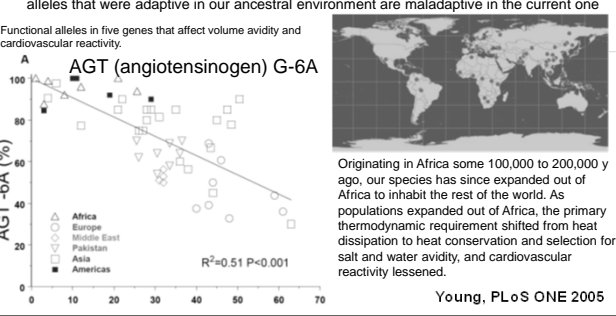 alleles that were adaptive in our ancestral environment are maladaptive in the current one
Functional alleles in five genes that affect volume avidity and
cardiovascular reactivity.
A
AGT (angiotensinogen) G-6A
100
80
60
40
20
0
AGT -6A (%)
Africa
Europe
Middle East
Pakistan
Asia
Americas
R²=0.51 P<0.001
0 10 20 30 40 50 60 70
Originating in Africa some 100,000 to 200,000 y
ago, our species has since expanded out of
Africa to inhabit the rest of the world. As
populations expanded out of Africa, the primary
thermodynamic requirement shifted from heat
dissipation to heat conservation and selection for
salt and water avidity, and cardiovascular
reactivity lessened.
Young, PLoS ONE 2005